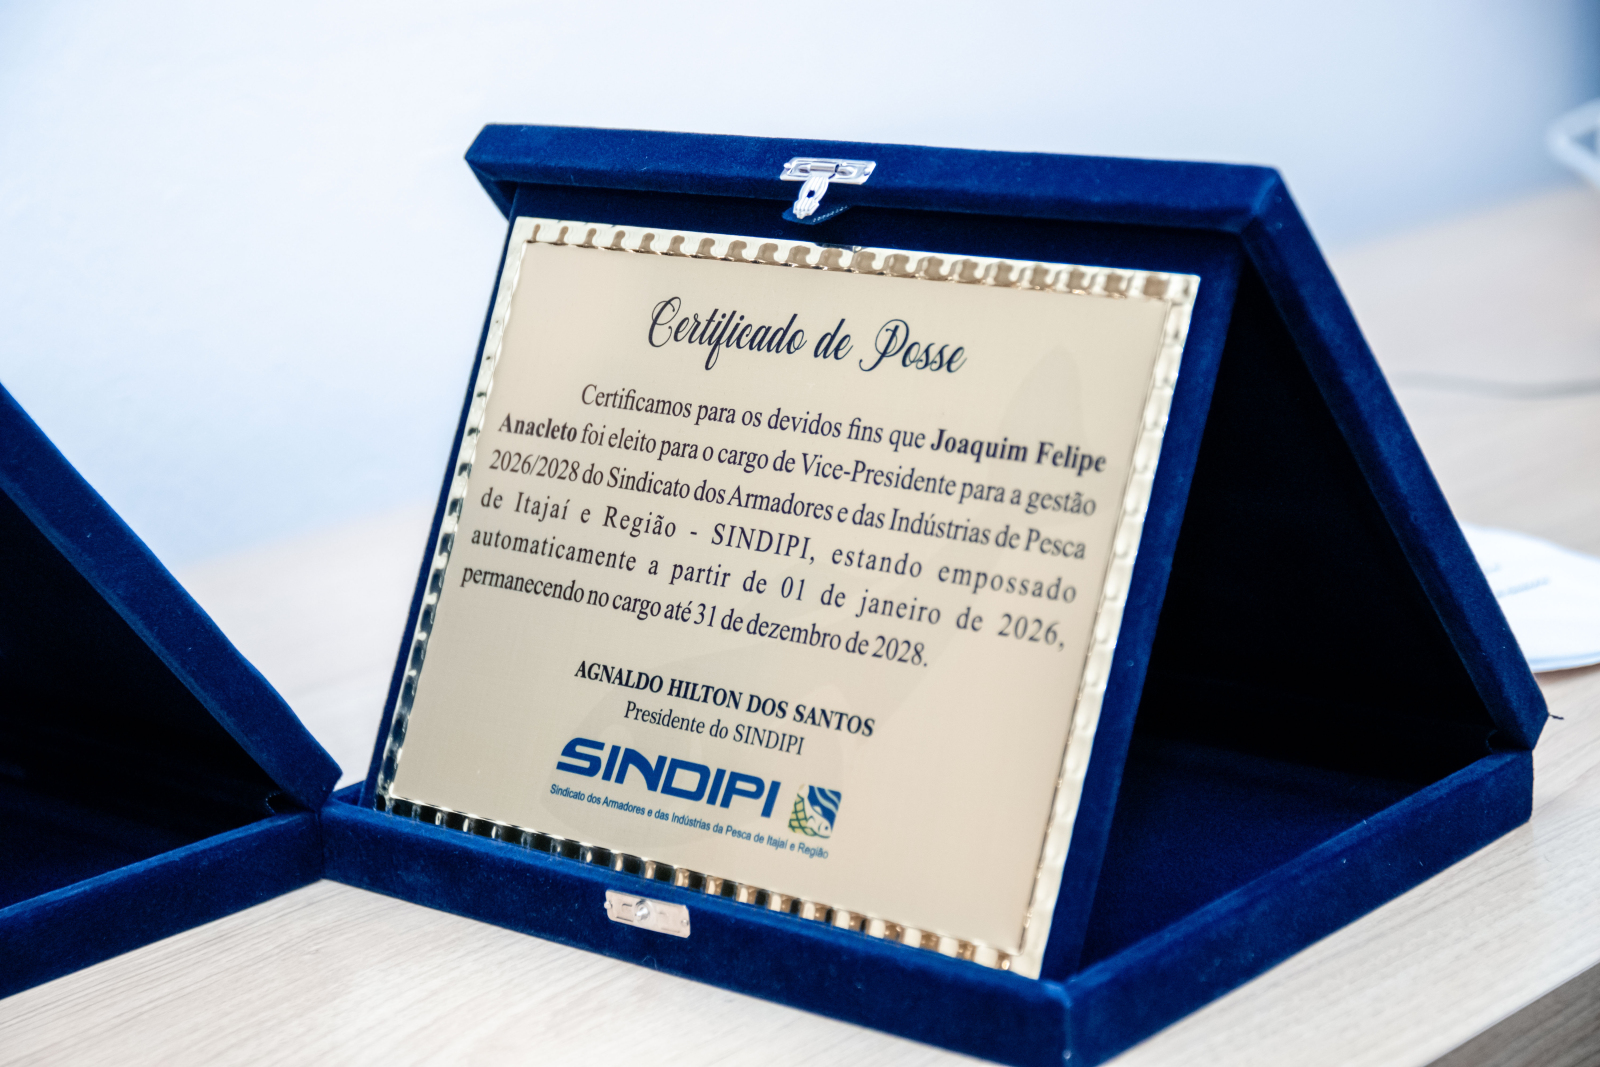 Certificado de Posse
Certificamos para os devidos fins que Joaquim Felipe
Anacleto foi eleito para o cargo de Vice-Presidente para a gestão
2026/2028 do Sindicato dos Armadores e das Indústrias de Pesca
de Itajaí e Região - SINDIPI, estando empossado
automaticamente a partir de 01 de janeiro de 2026,
permanecendo no cargo até 31 de dezembro de 2028.
AGNALDO HILTON DOS SANTOS
Presidente do SINDIPI
SINDIPI
Sindicato dos Armadores e das Indústrias da Pesca de Itajaí e Região